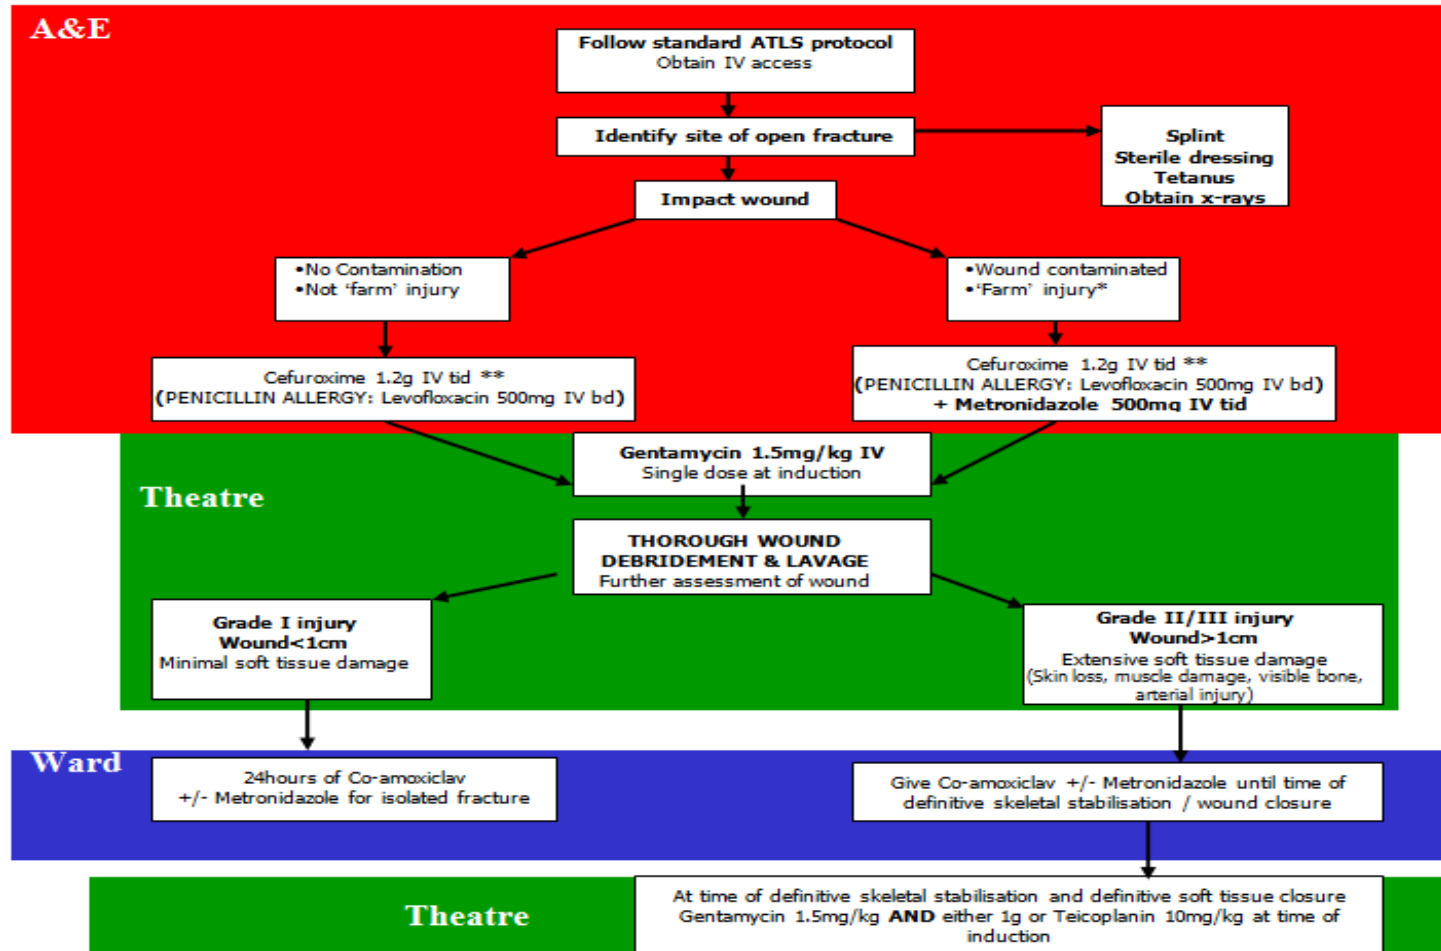 A&E
Follow standard ATLS protocol
Obtain IV access
Identify site of open fracture
Splint
Sterile dressing
Tetanus
Obtain x-rays
Impact wound
•No Contamination
•Not ‘farm’ injury
•Wound contaminated
•‘Farm’ injury*
Cefuroxime 1.2g IV tid **
(PENICILLIN ALLERGY: Levofloxacin 500mg IV bd)
Cefuroxime 1.2g IV tid **
(PENICILLIN ALLERGY: Levofloxacin 500mg IV bd)
+ Metronidazole 500mg IV tid
Theatre
Gentamycin 1.5mg/kg IV
Single dose at induction
THOROUGH WOUND
DEBRIDEMENT & LAVAGE
Further assessment of wound
Grade I injury
Wound<1cm
Minimal soft tissue damage
Grade II/III injury
Wound>1cm
Extensive soft tissue damage
(Skin loss, muscle damage, visible bone,
arterial injury)
Ward
24hours of Co-amoxiclav
+/- Metronidazole for isolated fracture
Give Co-amoxiclav +/- Metronidazole until time of
definitive skeletal stabilisation / wound closure
Theatre
At time of definitive skeletal stabilisation and definitive soft tissue closure
Gentamycin 1.5mg/kg AND either 1g or Teicoplanin 10mg/kg at time of
induction